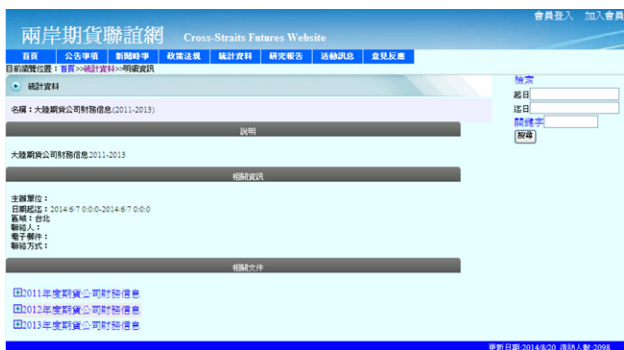 會員登入 加入會員
兩岸期貨聯誼網 Cross-Straits Futures Website
首頁 公告事項 新聞時事 政策法規 統計資料 研究報告 活動訊息 意見反應
目前瀏覽位置：首頁>>統計資料>>明細資訊
統計資料
名稱：大陸期貨公司財務信息(2011-2013)
說明
大陸期貨公司財務信息2011-2013
相關資訊
主辦單位：
日期起迄：2014/6/7 0:0:0-2014/6/7 0:0:0
區域：台北
聯絡人：
電子郵件：
聯絡方式：
相關文件
2011年度期貨公司財務信息
2012年度期貨公司財務信息
2013年度期貨公司財務信息
檢索
起日
迄日
關鍵字
搜尋
更新日期:2014/8/20 造訪人數:2098